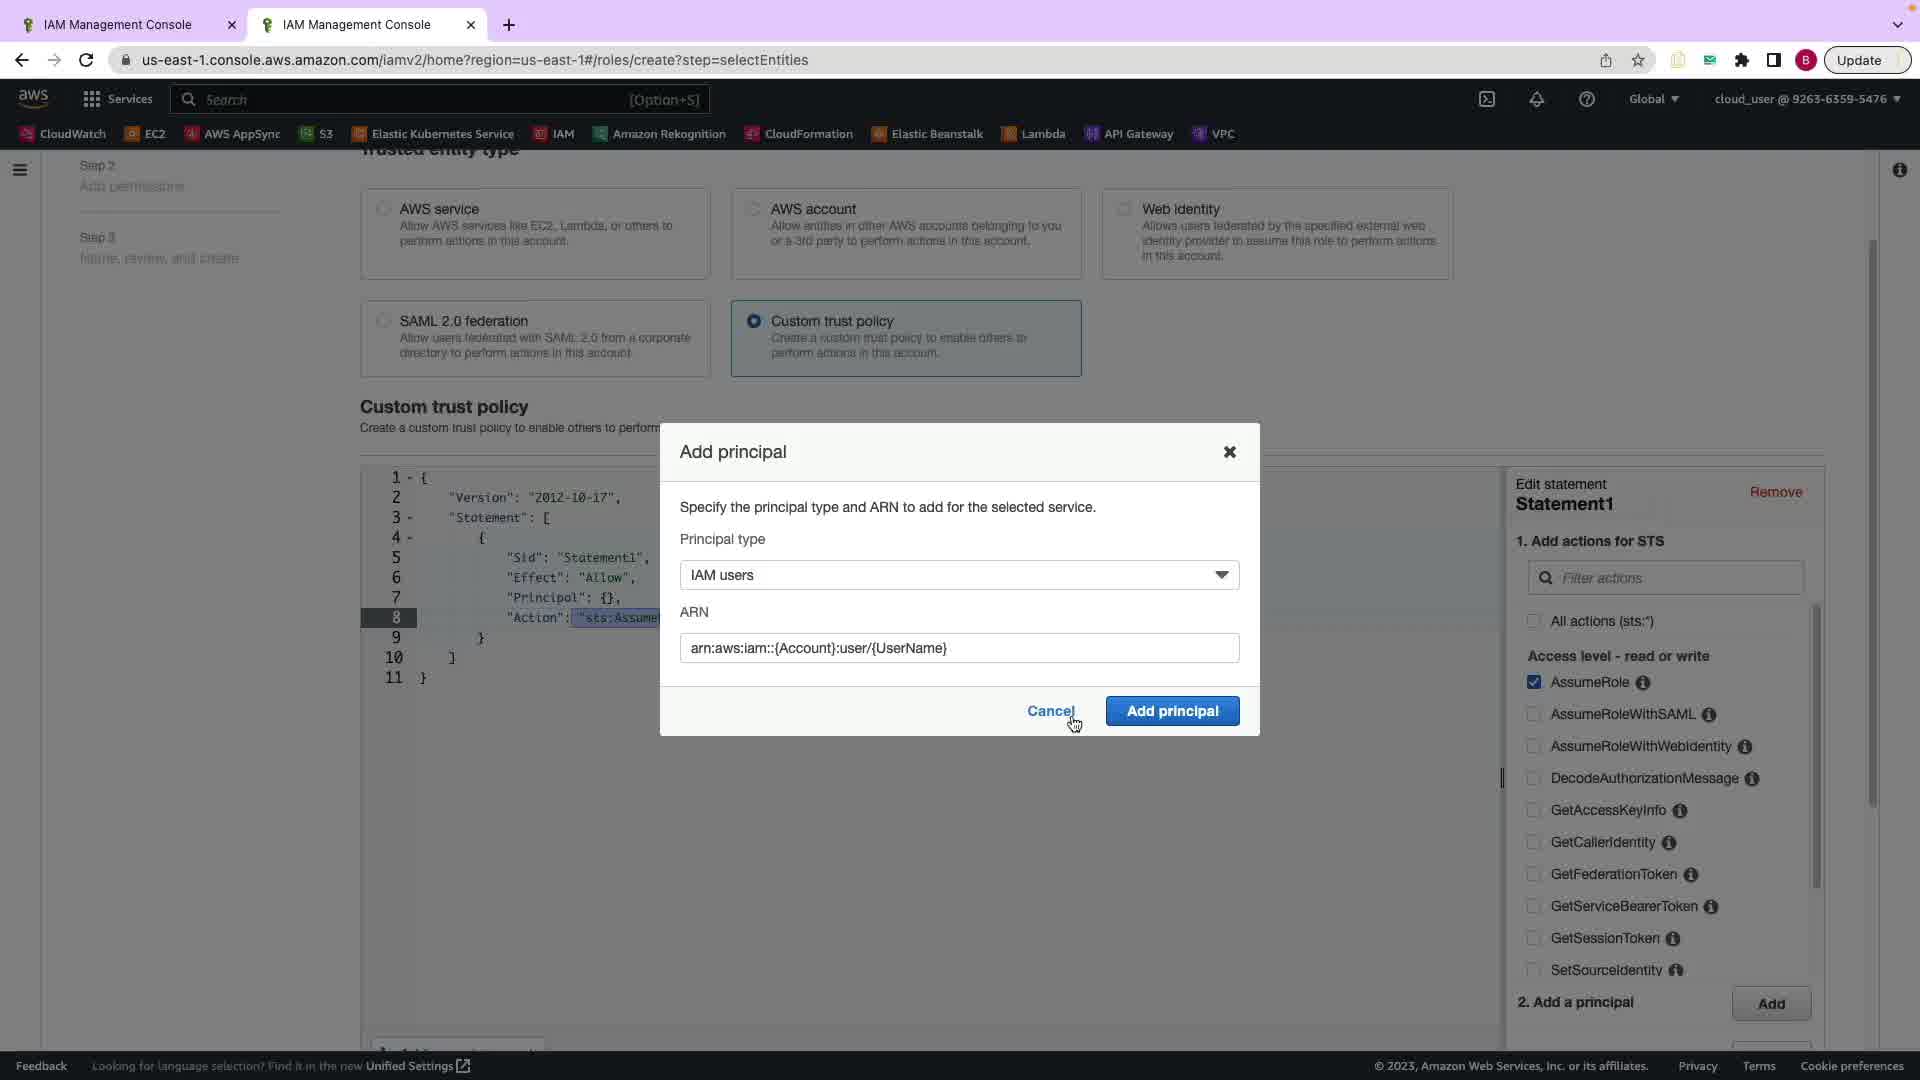 IAM Management Console
IAM Management Console
us-east-1.console.aws.amazon.com/iamv2/home?region=us-east-1#/roles/create?step=selectEntities
B
Update
aws
Services
Search
[Option+S]
Global
cloud_user @ 9263-6359-5476
CloudWatch
EC2
AWS AppSync
S3
Elastic Kubernetes Service
IAM
Amazon Rekognition
CloudFormation
Elastic Beanstalk
Lambda
API Gateway
VPC
Step 2
Add permissions
Step 3
Name, review, and create
Trusted entity type
AWS service
Allow AWS services like EC2, Lambda, or others to
perform actions in this account.
AWS account
Allow entities in other AWS accounts belonging to you
or a 3rd party to perform actions in this account.
Web identity
Allows users federated by the specified external web
identity provider to assume this role to perform actions
in this account.
SAML 2.0 federation
Allow users federated with SAML 2.0 from a corporate
directory to perform actions in this account.
Custom trust policy
Create a custom trust policy to enable others to
perform actions in this account.
Custom trust policy
Create a custom trust policy to enable others to perform
1 {
2 "Version": "2012-10-17",
3 "Statement": [
4 {
5 "Sid": "Statement1",
6 "Effect": "Allow",
7 "Principal": {},
8 "Action": "sts:Assume
9 }
10 ]
11 }
Add principal
Specify the principal type and ARN to add for the selected service.
Principal type
IAM users
ARN
arn:aws:iam::{Account}:user/{UserName}
Cancel
Add principal
Edit statement
Statement1
Remove
1. Add actions for STS
Filter actions
All actions (sts:*)
Access level - read or write
AssumeRole
AssumeRoleWithSAML
AssumeRoleWithWebIdentity
DecodeAuthorizationMessage
GetAccessKeyInfo
GetCallerIdentity
GetFederationToken
GetServiceBearerToken
GetSessionToken
SetSourceIdentity
2. Add a principal
Add
Feedback
Looking for language selection? Find it in the new Unified Settings
© 2023, Amazon Web Services, Inc. or its affiliates.
Privacy
Terms
Cookie preferences